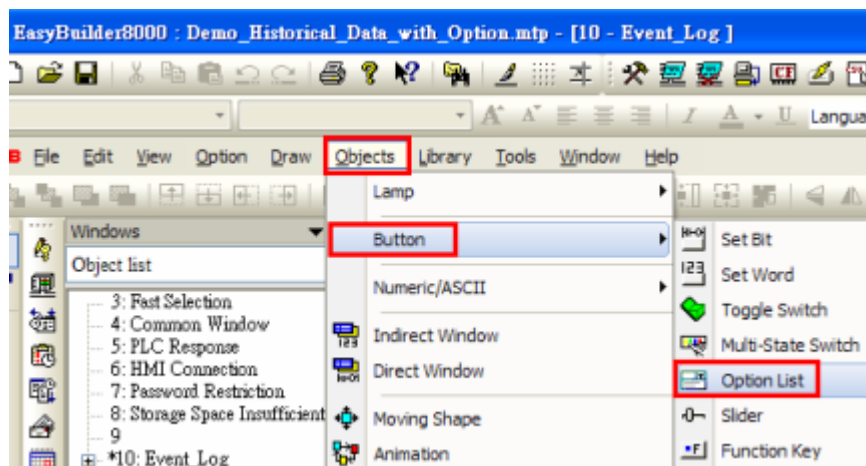 EasyBuilder8000 : Demo_Historical_Data_with_Option.mtp - [10 - Event_Log ]
A A I A U Langua
File Edit View Option Draw Objects Library Tools Window Help
Windows
Object list
3: Fast Selection
4: Common Window
5: PLC Response
6: HMI Connection
7: Password Restriction
8: Storage Space Insufficient
9
*10: Event_Log
Lamp
Button
Numeric/ASCII
Indirect Window
Direct Window
Moving Shape
Animation
Set Bit
Set Word
Toggle Switch
Multi-State Switch
Option List
Slider
Function Key